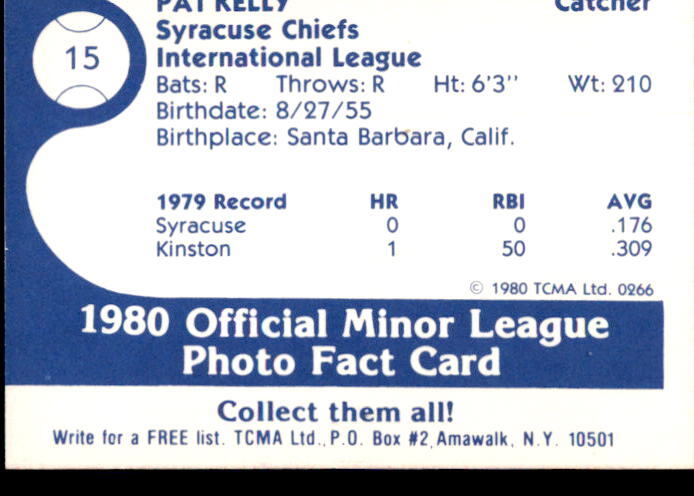 PAT KELLY Catcher
15
Syracuse Chiefs
International League
Bats: R Throws: R Ht: 6'3'' Wt: 210
Birthdate: 8/27/55
Birthplace: Santa Barbara, Calif.
1979 Record HR RBI AVG
Syracuse 0 0 .176
Kinston 1 50 .309
© 1980 TCMA Ltd. 0266
1980 Official Minor League
Photo Fact Card
Collect them all!
Write for a FREE list. TCMA Ltd., P.O. Box #2, Amawalk, N.Y. 10501